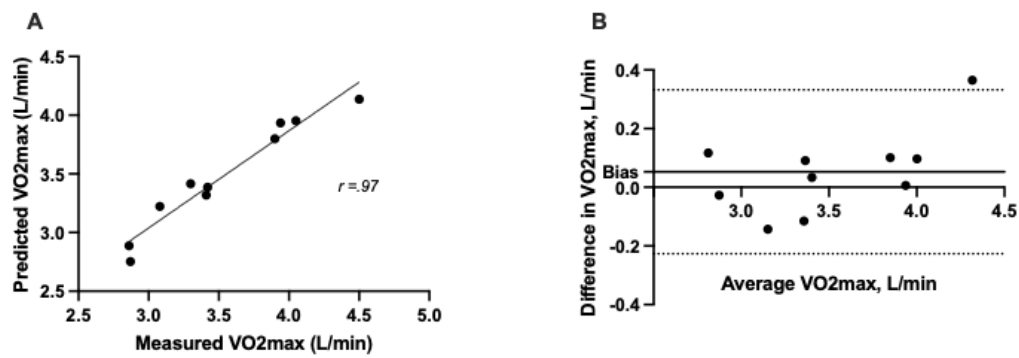 A
4.5
4.0
3.5
3.0
2.5
Predicted VO2max (L/min)
r =.97
2.5 3.0 3.5 4.0 4.5 5.0
Measured VO2max (L/min)
B
0.4
0.2
Bias
0.0
-0.2
-0.4
Difference in VO2max, L/min
3.0 3.5 4.0 4.5
Average VO2max, L/min